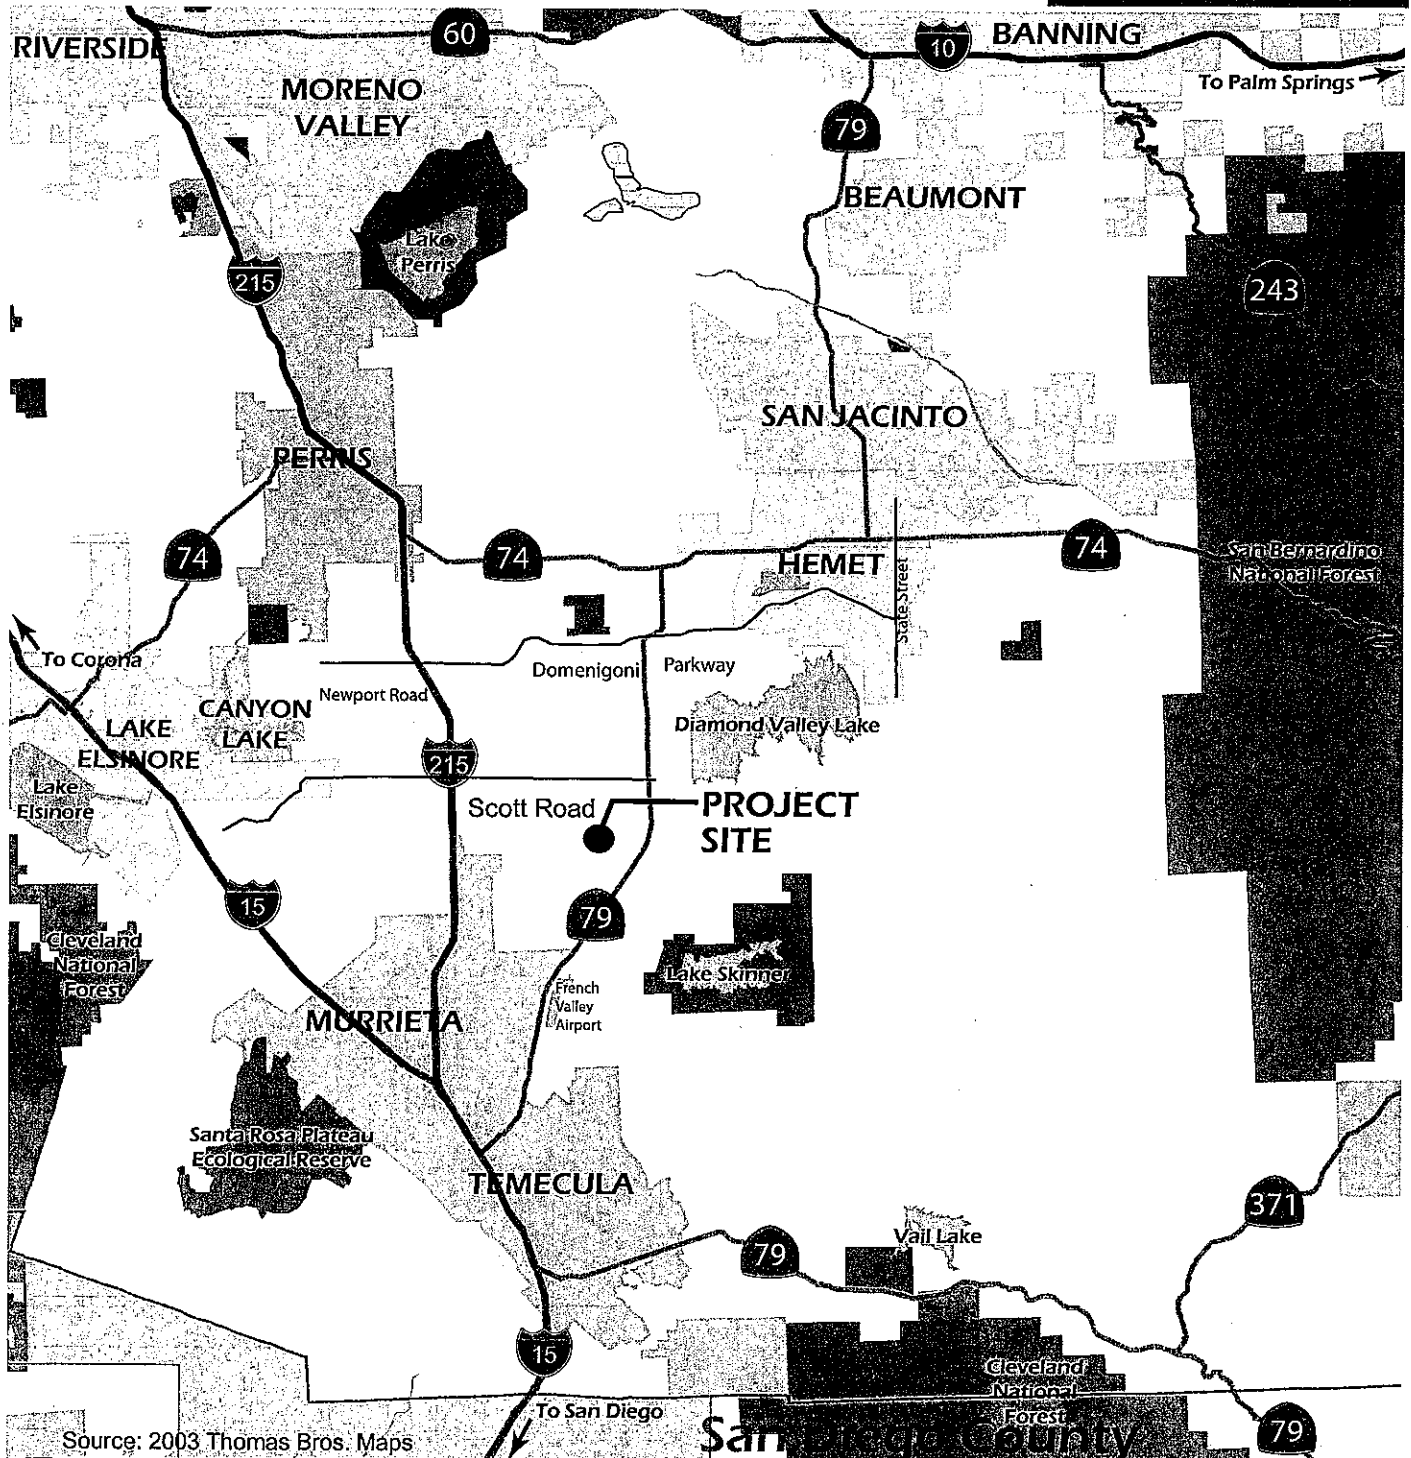 60
10
BANNING
RIVERSIDE
To Palm Springs
MORENO
VALLEY
79
BEAUMONT
Lake
Perris
215
243
SAN JACINTO
PERRIS
74
74
74
HEMET
San Bernardino
National Forest
State Street
To Corona
Domenigoni
Parkway
Newport Road
CANYON
LAKE
LAKE
ELSINORE
Diamond Valley Lake
215
Lake
Elsinore
Scott Road
PROJECT
SITE
15
79
Cleveland
National
Forest
Lake Skinner
French
Valley
Airport
MURRIETA
Santa Rosa Plateau
Ecological Reserve
TEMECULA
371
79
Vail Lake
15
Cleveland
National
Forest
To San Diego
San Diego County
79
Source: 2003 Thomas Bros. Maps